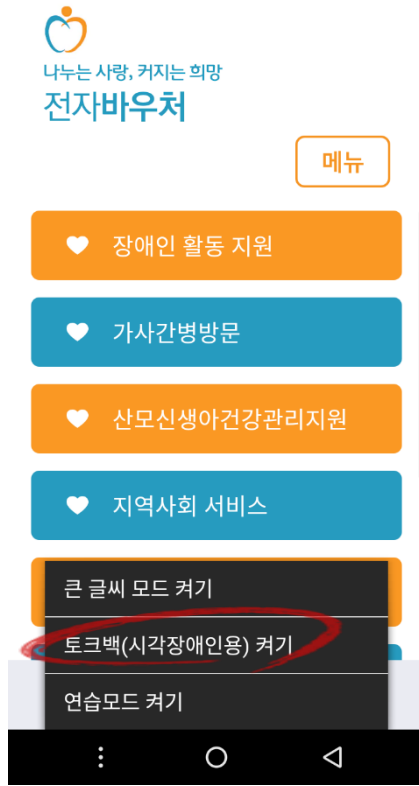 나누는 사랑, 커지는 희망
전자바우처
메뉴
장애인 활동 지원
가사간병방문
산모신생아건강관리지원
지역사회 서비스
큰 글씨 모드 켜기
토크백(시각장애인용) 켜기
연습모드 켜기